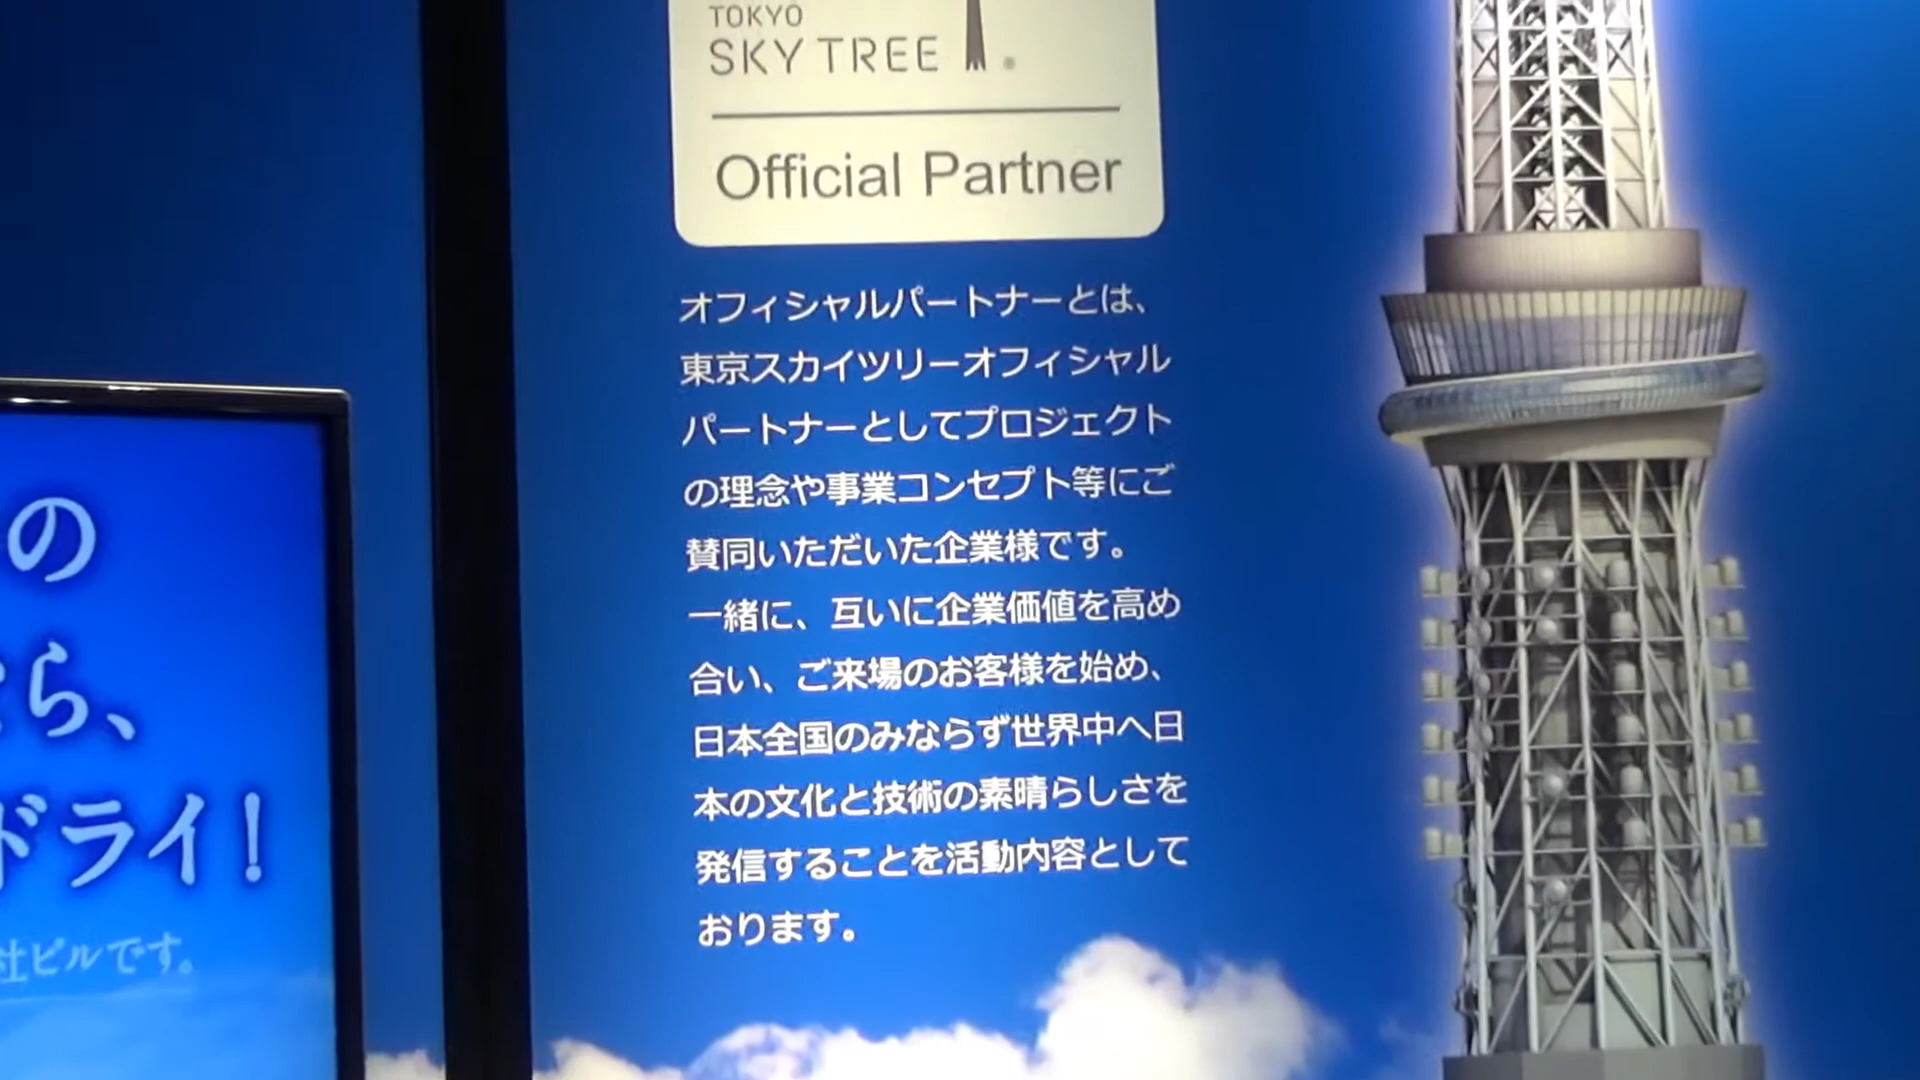 TOKYO
SKYTREE ®
Official Partner
オフィシャルパートナーとは、
東京スカイツリーオフィシャル
パートナーとしてプロジェクト
の理念や事業コンセプト等にご
賛同いただいた企業様です。
一緒に、互いに企業価値を高め
合い、ご来場のお客様を始め、
日本全国のみならず世界中へ日
本の文化と技術の素晴らしさを
発信することを活動内容として
おります。
の
ら、
ドライ!
社ビルです。